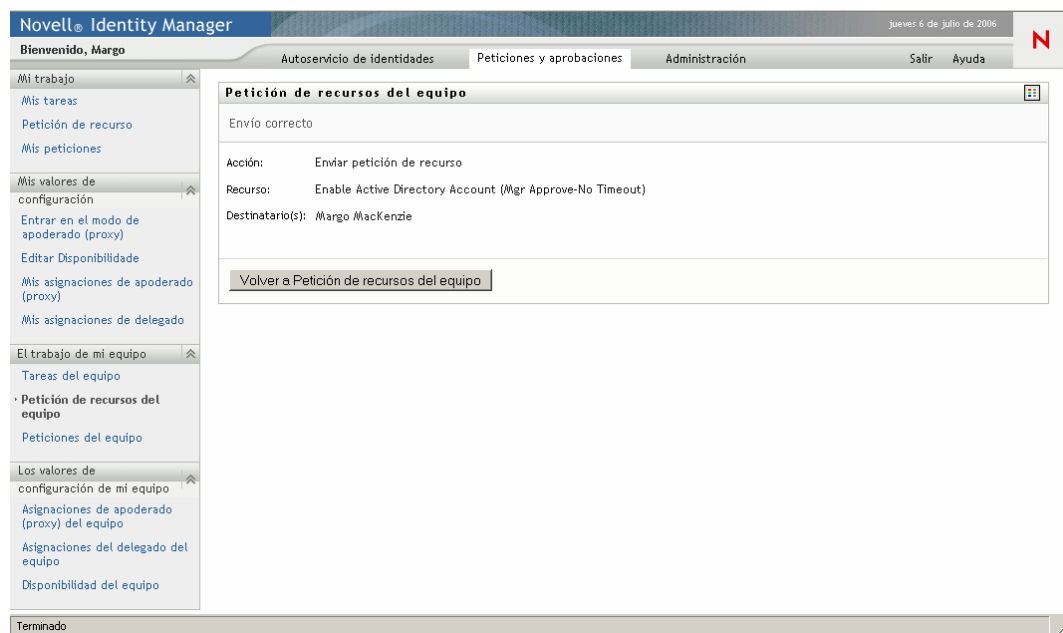 Novell® Identity Manager
jueves 6 de julio de 2006
N
Bienvenido, Margo
Autoservicio de identidades
Peticiones y aprobaciones
Administración
Salir
Ayuda
Mi trabajo
Mis tareas
Petición de recurso
Mis peticiones
Mis valores de
configuración
Entrar en el modo de
apoderado (proxy)
Editar Disponibilidade
Mis asignaciones de apoderado
(proxy)
Mis asignaciones de delegado
El trabajo de mi equipo
Tareas del equipo
Petición de recursos del
equipo
Peticiones del equipo
Los valores de
configuración de mi equipo
Asignaciones de apoderado
(proxy) del equipo
Asignaciones del delegado del
equipo
Disponibilidad del equipo
Petición de recursos del equipo
Envío correcto
Acción: Enviar petición de recurso
Recurso: Enable Active Directory Account (Mgr Approve-No Timeout)
Destinatario(s): Margo MacKenzie
Volver a Petición de recursos del equipo
Terminado